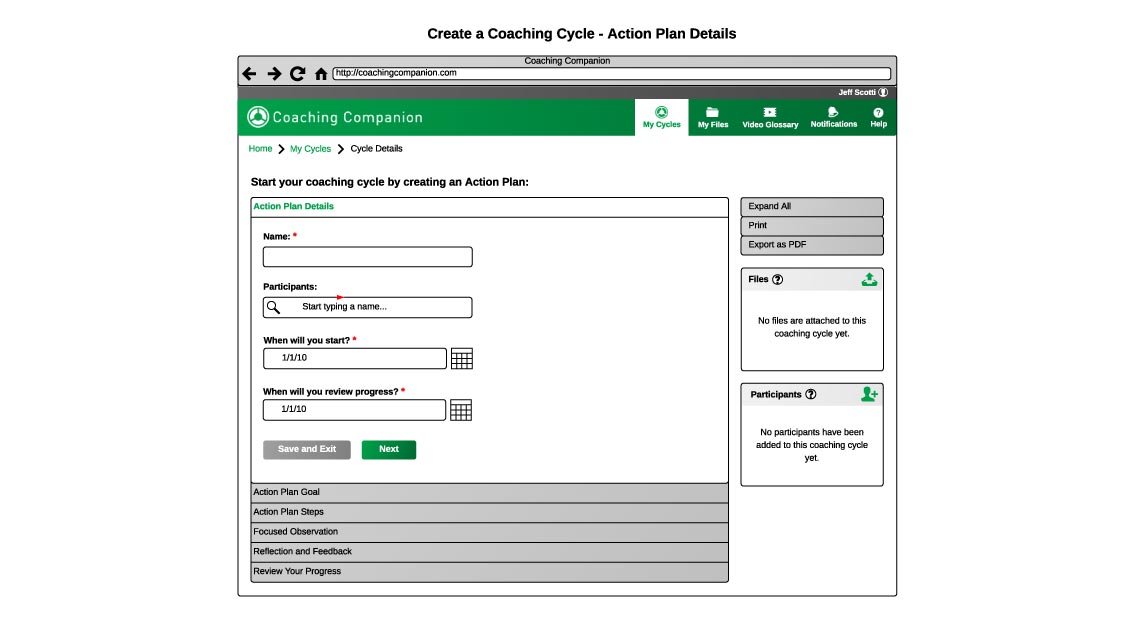 Create a Coaching Cycle - Action Plan Details
Coaching Companion
http://coachingcompanion.com
Jeff Scotti
Coaching Companion
My Cycles
My Files
Video Glossary
Notifications
Help
Home
My Cycles
Cycle Details
Start your coaching cycle by creating an Action Plan:
Action Plan Details
Name: *
Participants:
Start typing a name...
When will you start? *
1/1/10
When will you review progress? *
1/1/10
Save and Exit
Next
Action Plan Goal
Action Plan Steps
Focused Observation
Reflection and Feedback
Review Your Progress
Expand All
Print
Export as PDF
Files ?
No files are attached to this
coaching cycle yet.
Participants ?
No participants have been
added to this coaching cycle
yet.